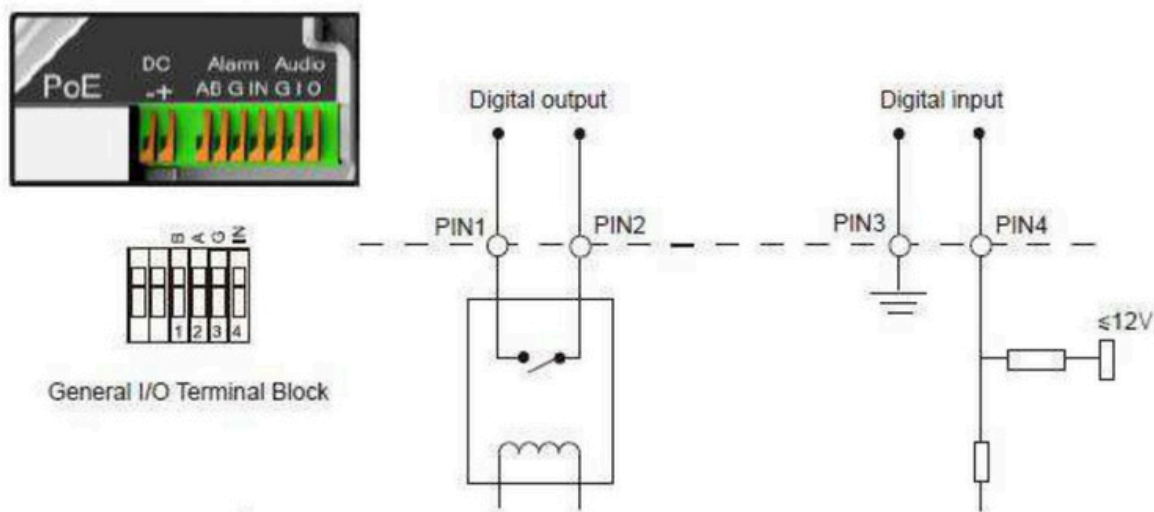 DC Alarm Audio
PoE -+ AB G IN G I O
B A G IN
1 2 3 4
General I/O Terminal Block
Digital output
PIN1 PIN2
Digital input
PIN3 PIN4
≤12V